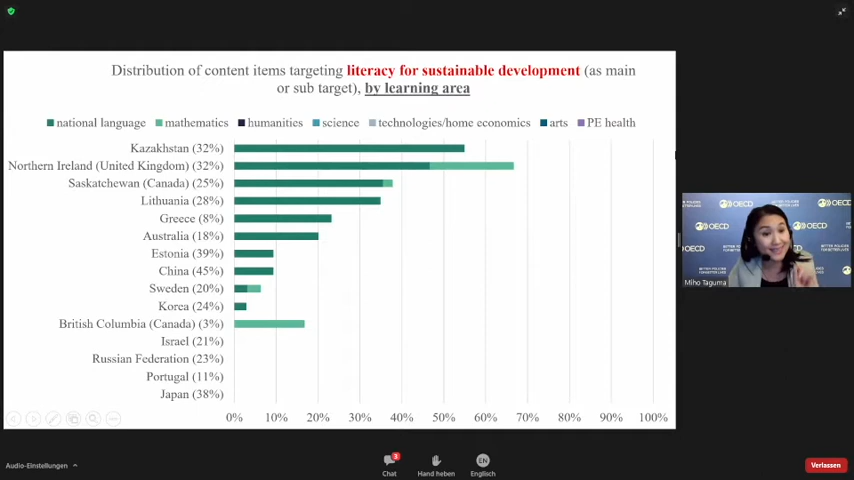 Distribution of content items targeting literacy for sustainable development (as main
or sub target), by learning area
national language mathematics humanities science technologies/home economics arts PE health
Kazakhstan (32%)
Northern Ireland (United Kingdom) (32%)
Saskatchewan (Canada) (25%)
Lithuania (28%)
Greece (8%)
Australia (18%)
Estonia (39%)
China (45%)
Sweden (20%)
Korea (24%)
British Columbia (Canada) (3%)
Israel (21%)
Russian Federation (23%)
Portugal (11%)
Japan (38%)
0% 10% 20% 30% 40% 50% 60% 70% 80% 90% 100%
OECD
OECD
OECD
Miho Taguma
Audio-Einstellungen
3
Chat
Hand heben
EN
Englisch
Verlassen